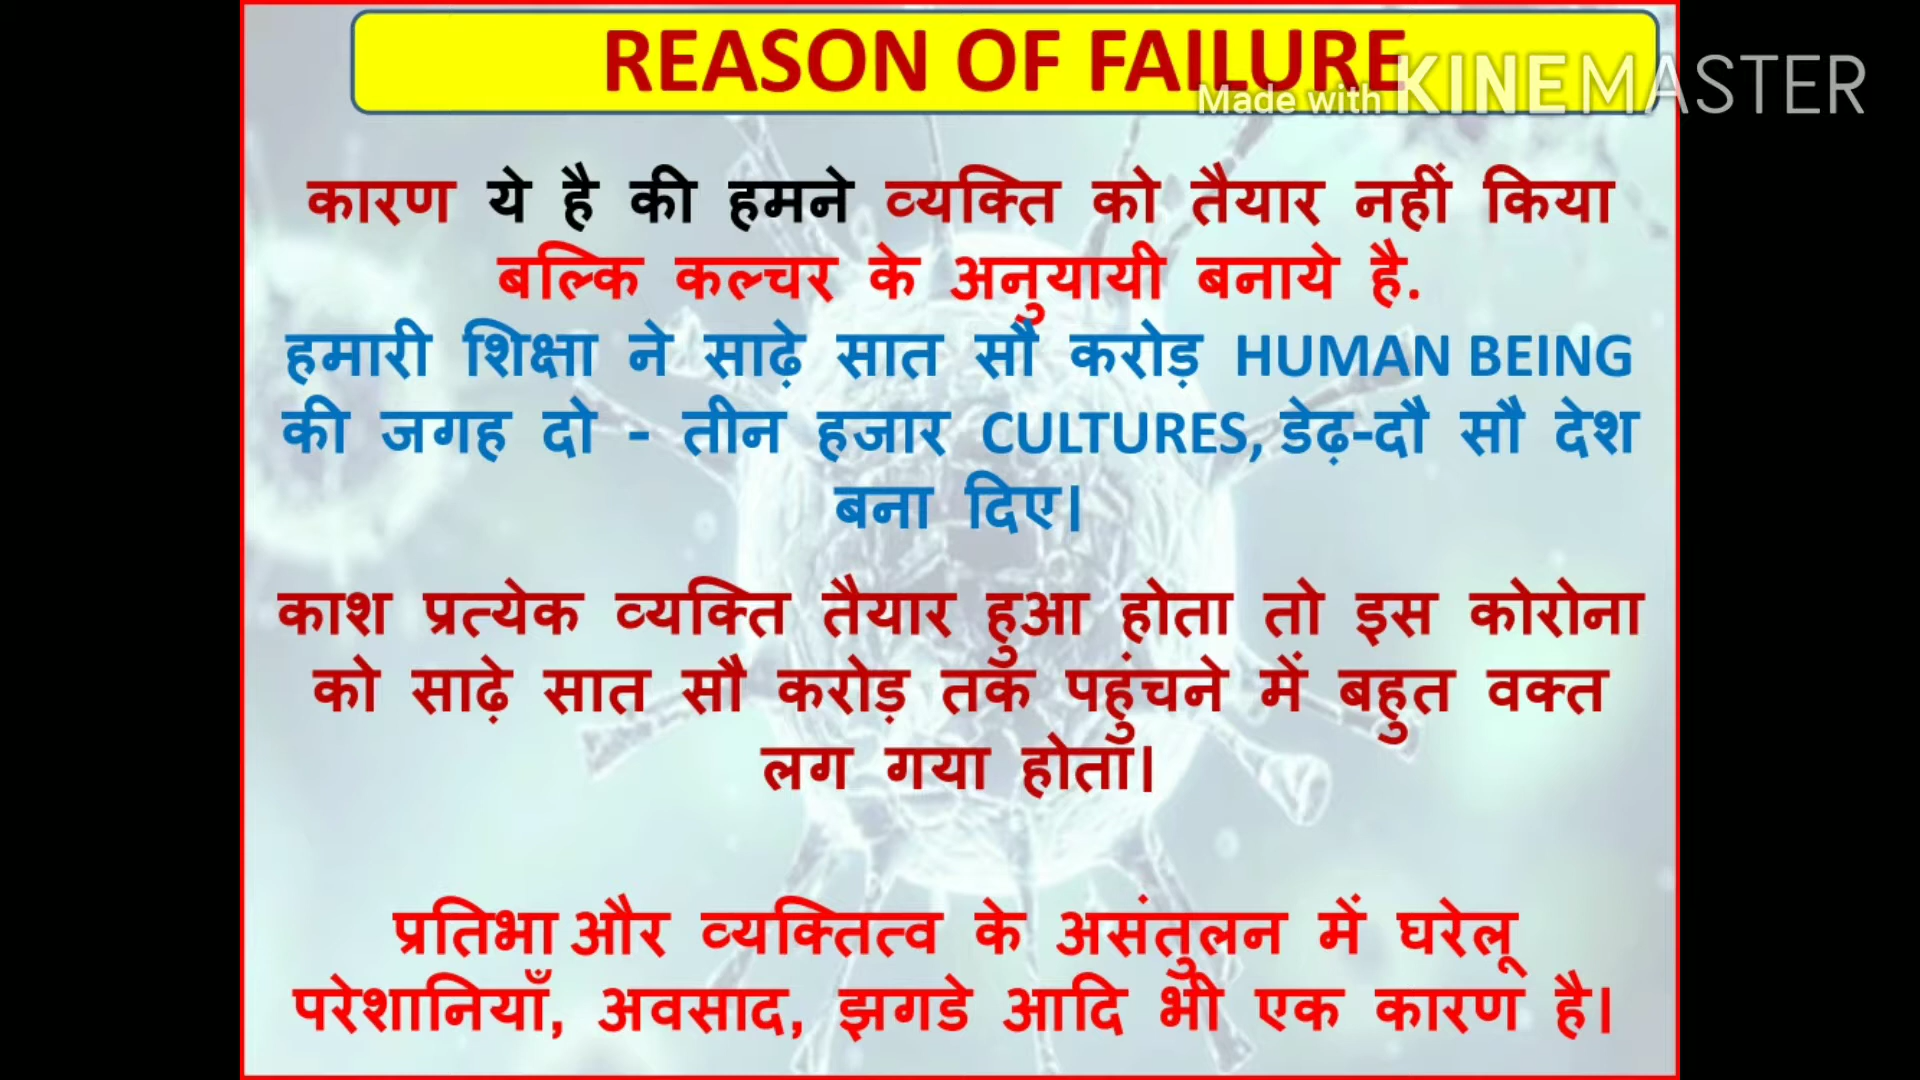 REASON OF FAILURE
Made with KINEMASTER
कारण ये है की हमने व्यक्ति को तैयार नहीं किया
बल्कि कल्चर के अनुयायी बनाये है.
हमारी शिक्षा ने साढ़े सात सौ करोड़ HUMAN BEING
की जगह दो - तीन हजार CULTURES, डेढ़-दौ सौ देश
बना दिए।
काश प्रत्येक व्यक्ति तैयार हुआ होता तो इस कोरोना
को साढ़े सात सौ करोड़ तक पहुंचने में बहुत वक्त
लग गया होता।
प्रतिभा और व्यक्तित्व के असंतुलन में घरेलू
परेशानियाँ, अवसाद, झगडे आदि भी एक कारण है।